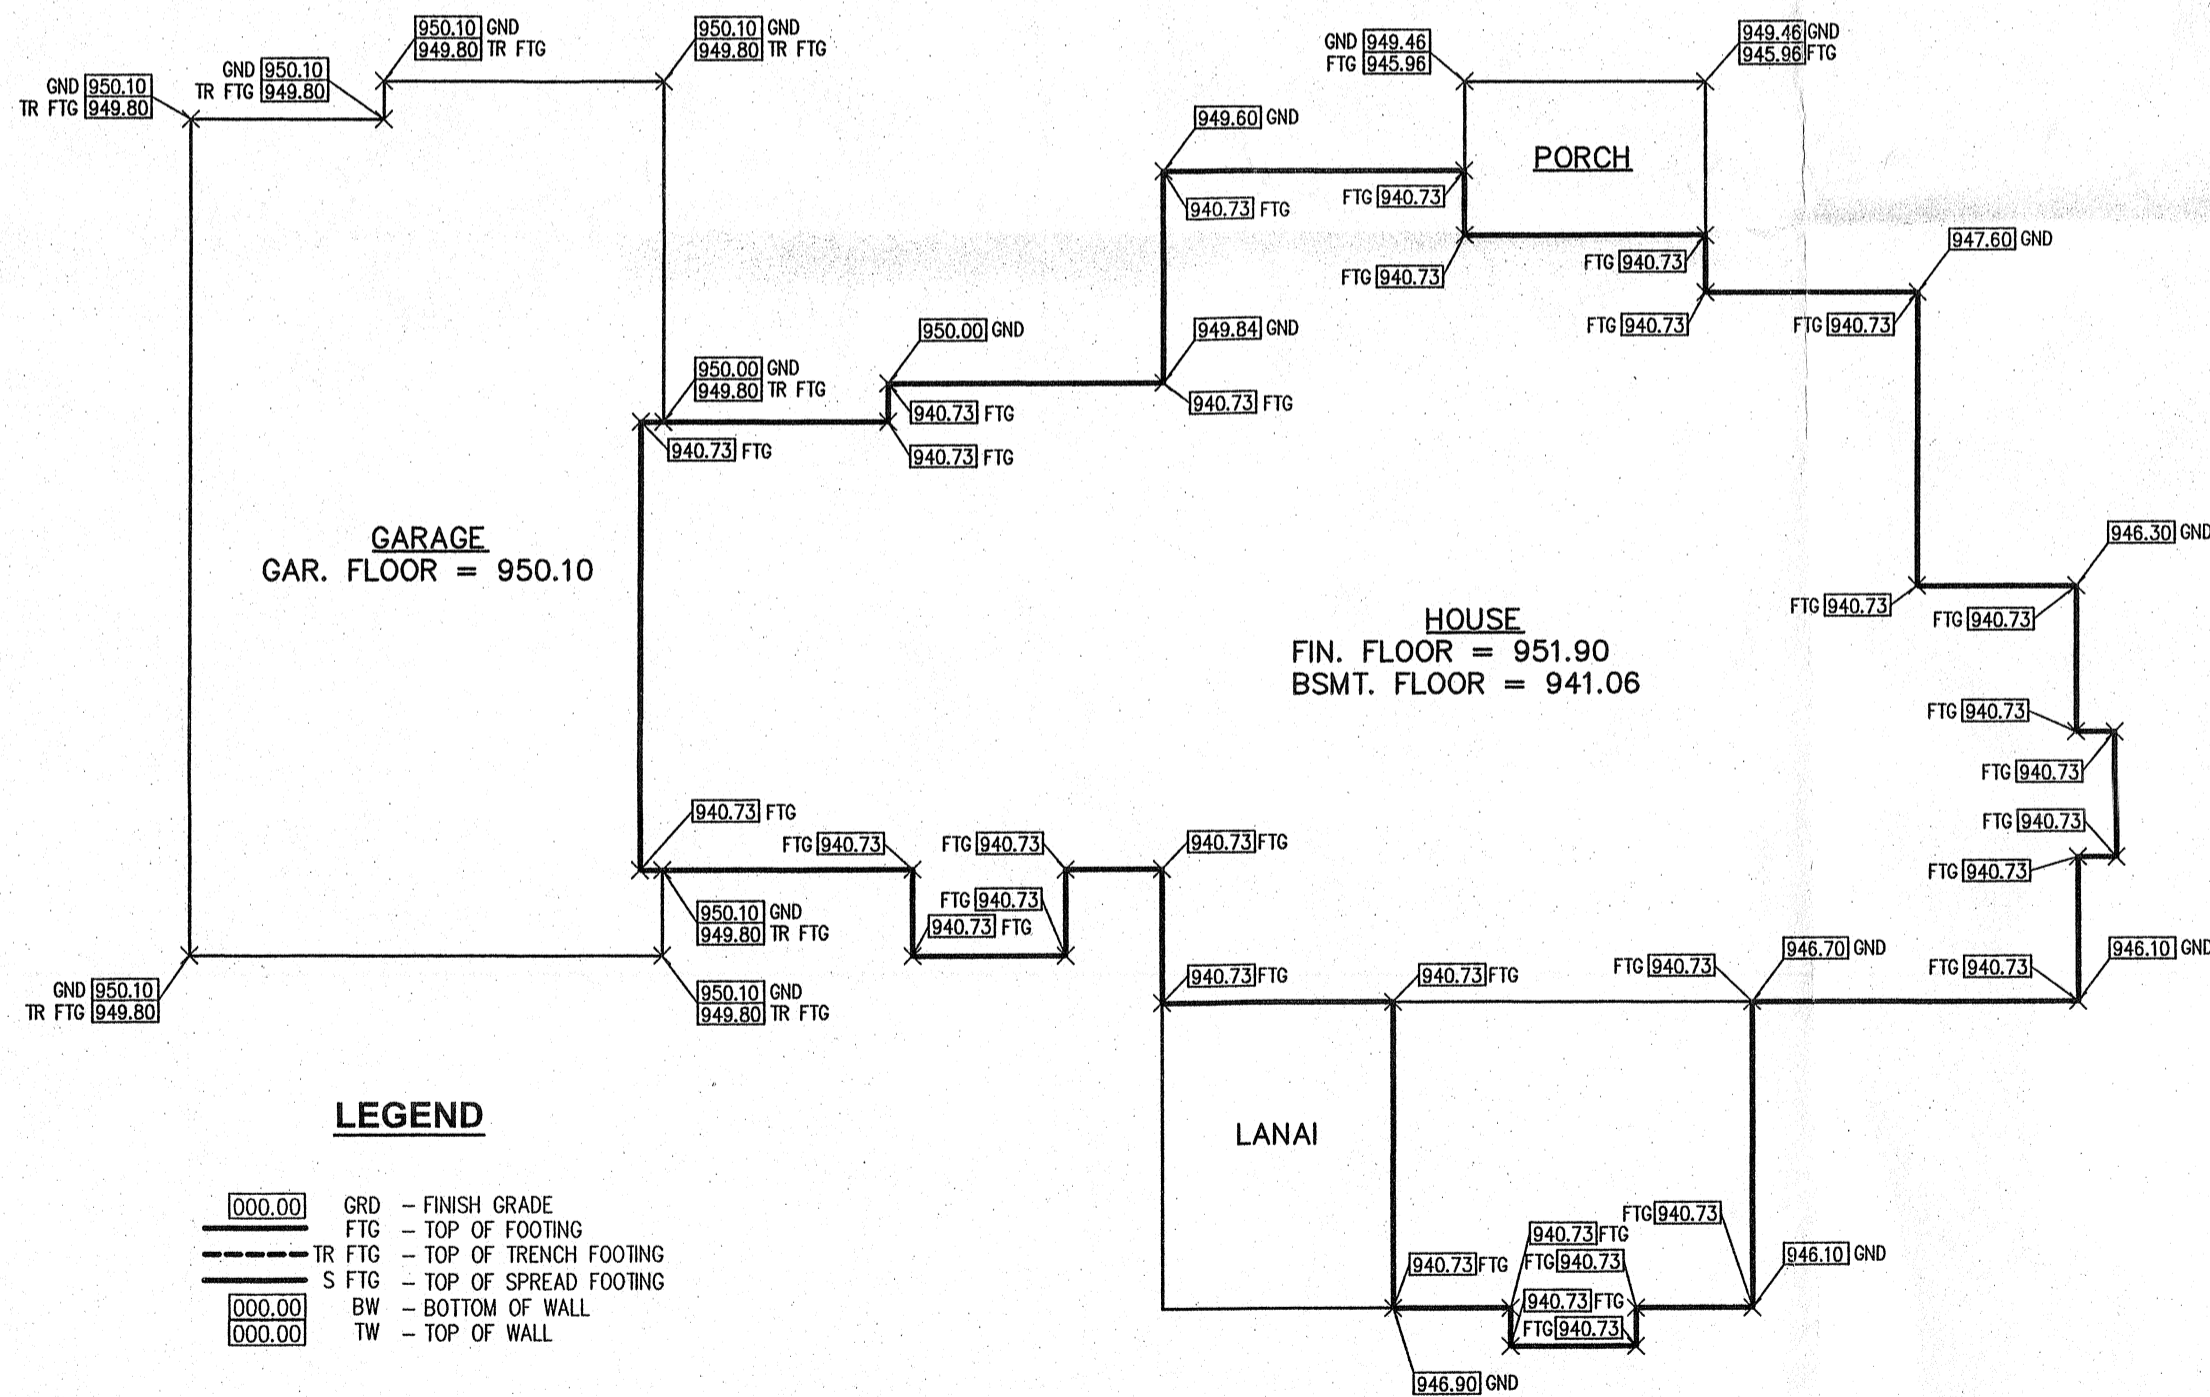 950.10 GND
949.80 TR FTG
950.10 GND
949.80 TR FTG
GND 950.10
TR FTG 949.80
GND 950.10
TR FTG 949.80
GND 949.46
FTG 945.96
949.46 GND
945.96 FTG
949.60 GND
PORCH
940.73 FTG
FTG 940.73
FTG 940.73
FTG 940.73
947.60 GND
FTG 940.73
FTG 940.73
950.00 GND
949.84 GND
950.00 GND
949.80 TR FTG
940.73 FTG
940.73 FTG
940.73 FTG
940.73 FTG
GARAGE
GAR. FLOOR = 950.10
946.30 GND
FTG 940.73
FTG 940.73
HOUSE
FIN. FLOOR = 951.90
BSMT. FLOOR = 941.06
FTG 940.73
FTG 940.73
FTG 940.73
FTG 940.73
940.73 FTG
FTG 940.73
FTG 940.73
940.73 FTG
FTG 940.73
940.73 FTG
950.10 GND
949.80 TR FTG
950.10 GND
949.80 TR FTG
GND 950.10
TR FTG 949.80
940.73 FTG
940.73 FTG
FTG 940.73
946.70 GND
FTG 940.73
946.10 GND
LANAI
FTG 940.73
940.73 FTG
940.73 FTG
FTG 940.73
940.73 FTG
FTG 940.73
946.10 GND
946.90 GND
LEGEND
000.00 GRD – FINISH GRADE
FTG – TOP OF FOOTING
TR FTG – TOP OF TRENCH FOOTING
S FTG – TOP OF SPREAD FOOTING
000.00 BW – BOTTOM OF WALL
000.00 TW – TOP OF WALL